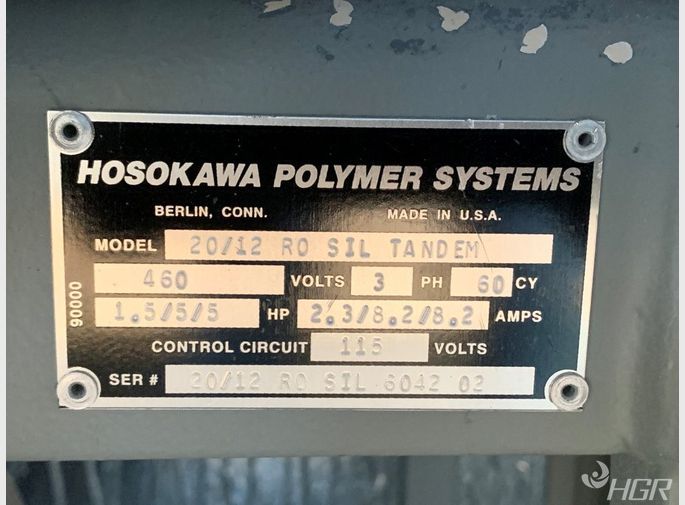 HOSOKAWA POLYMER SYSTEMS
BERLIN, CONN. MADE IN U.S.A.
MODEL 20/12 RO SIL TANDEM
460 VOLTS 3 PH 60 CY
1.5/5/5 HP 2.3/8.2/8.2 AMPS
CONTROL CIRCUIT 115 VOLTS
SER # 20/12 RO SIL 6042 02
90000
HGR